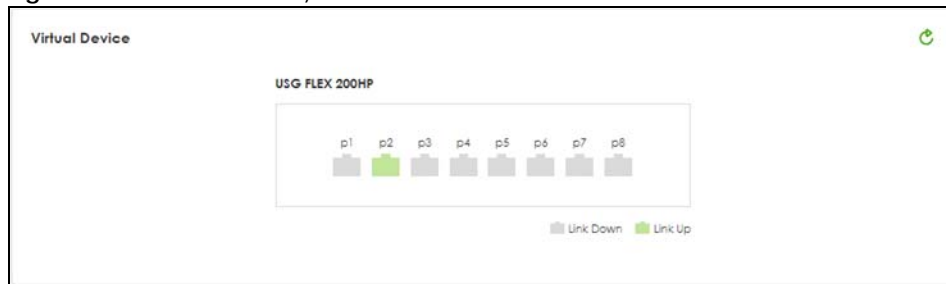 Virtual Device
USG FLEX 200HP
p1 p2 p3 p4 p5 p6 p7 p8
Link Down Link Up